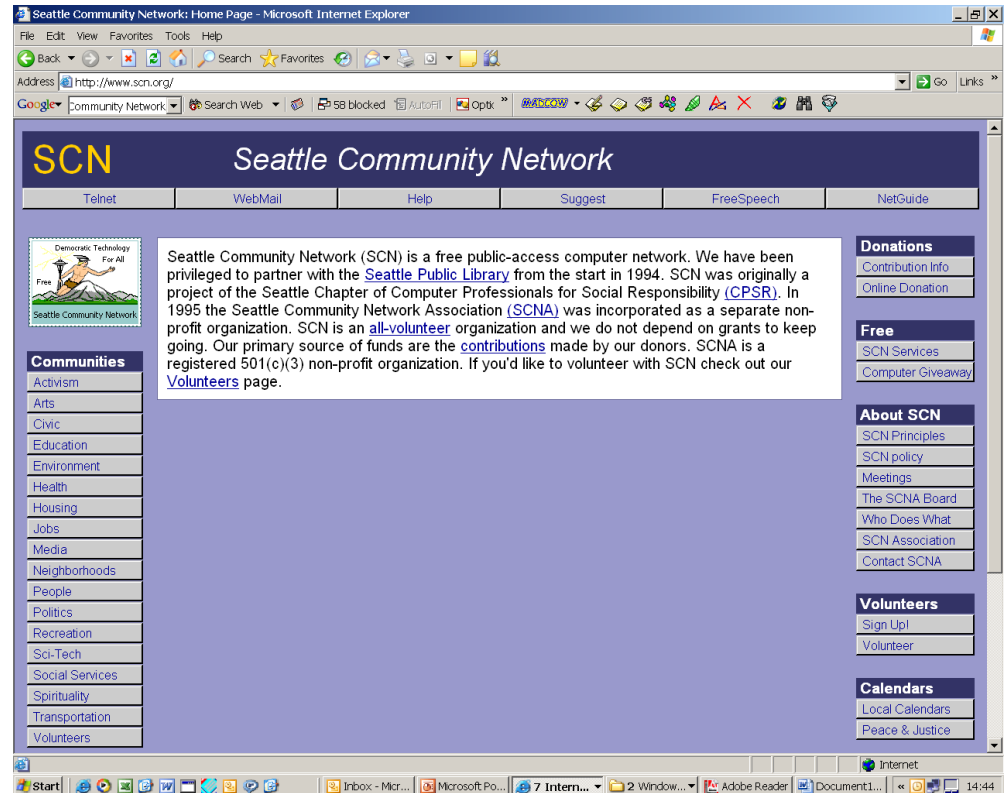 Seattle Community Network: Home Page - Microsoft Internet Explorer
File Edit View Favorites Tools Help
Back Search Favorites
Address http://www.scn.org/ Go Links »
Google Community Network Search Web 58 blocked AutoFill Optic » MADCOW
SCN Seattle Community Network
Telnet WebMail Help Suggest FreeSpeech NetGuide
Democratic Technology
For All
Free
Seattle Community Network
Communities
Activism
Arts
Civic
Education
Environment
Health
Housing
Jobs
Media
Neighborhoods
People
Politics
Recreation
Sci-Tech
Social Services
Spirituality
Transportation
Volunteers
Seattle Community Network (SCN) is a free public-access computer network. We have been
privileged to partner with the Seattle Public Library from the start in 1994. SCN was originally a
project of the Seattle Chapter of Computer Professionals for Social Responsibility (CPSR). In
1995 the Seattle Community Network Association (SCNA) was incorporated as a separate non-
profit organization. SCN is an all-volunteer organization and we do not depend on grants to keep
going. Our primary source of funds are the contributions made by our donors. SCNA is a
registered 501(c)(3) non-profit organization. If you'd like to volunteer with SCN check out our
Volunteers page.
Donations
Contribution Info
Online Donation
Free
SCN Services
Computer Giveaway
About SCN
SCN Principles
SCN policy
Meetings
The SCNA Board
Who Does What
SCN Association
Contact SCNA
Volunteers
Sign Up!
Volunteer
Calendars
Local Calendars
Peace & Justice
Internet
Start Inbox - Micr... Microsoft Po... 7 Intern... 2 Window... Adobe Reader Document1... « 14:44